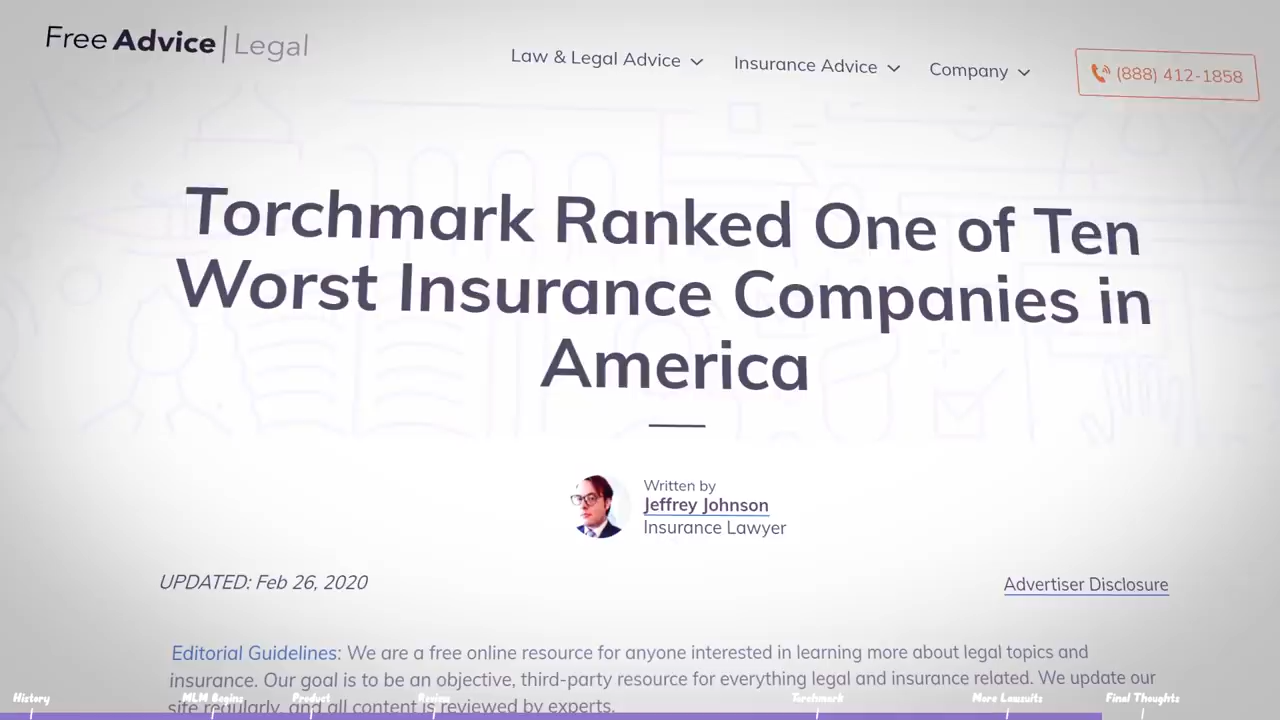 Free Advice | Legal
Law & Legal Advice
Insurance Advice
Company
(888) 412-1858
Torchmark Ranked One of Ten
Worst Insurance Companies in
America
Written by
Jeffrey Johnson
Insurance Lawyer
UPDATED: Feb 26, 2020
Advertiser Disclosure
Editorial Guidelines: We are a free online resource for anyone interested in learning more about legal topics and
insurance. Our goal is to be an objective, third-party resource for everything legal and insurance related. We update our
site regularly, and all content is reviewed by experts.
History
MLM Begins
Product
Review
Torchmark
More Lawsuits
Final Thoughts